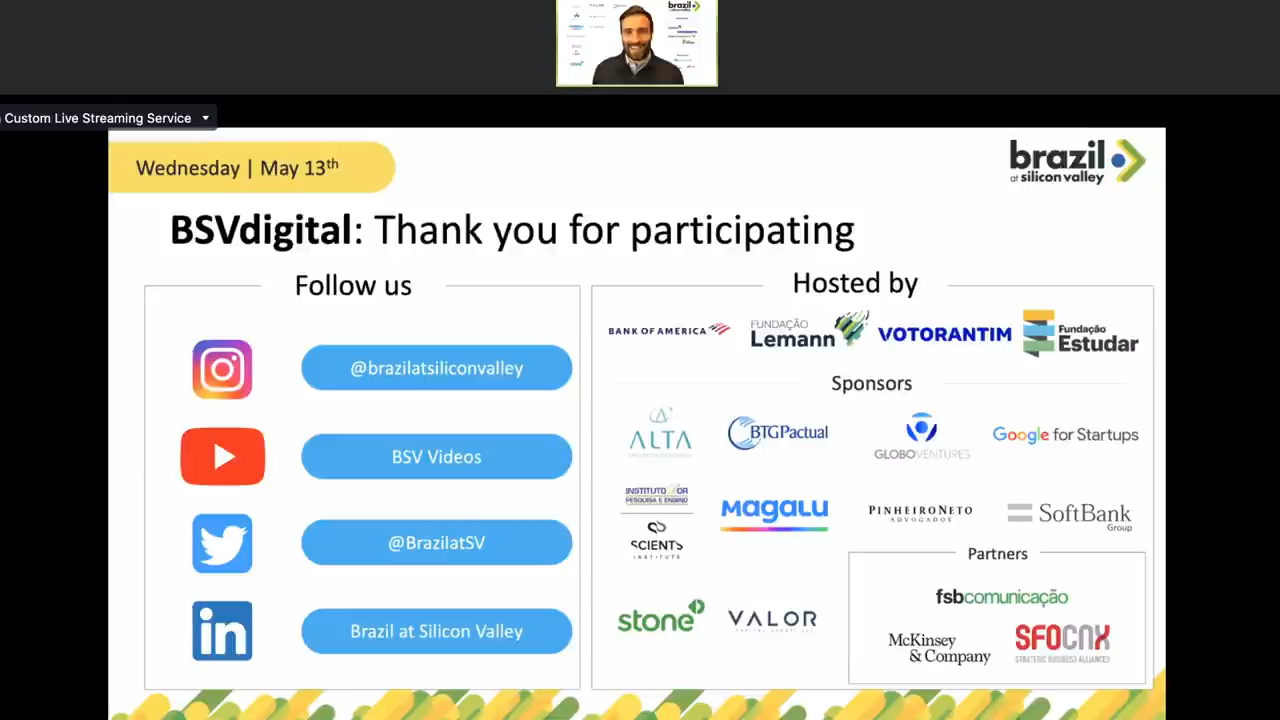 Custom Live Streaming Service
Wednesday | May 13th
brazil
at silicon valley
BSVdigital: Thank you for participating
Follow us
@brazilatsiliconvalley
BSV Videos
@BrazilatSV
in
Brazil at Silicon Valley
Hosted by
BANK OF AMERICA
FUNDAÇÃO
Lemann
VOTORANTIM
Fundação
Estudar
Sponsors
ALTA
BTGPactual
GLOBOVENTURES
Google for Startups
INSTITUTO D'OR
PESQUISA E ENSINO
SCIENTS
INSTITUTE
MAGALU
PINHEIRONETO
ADVOGADOS
SoftBank
Group
stone
VALOR
Partners
fsbcomunicação
McKinsey
& Company
SFOCNX
STRATEGIC BUSINESS ALLIANCES